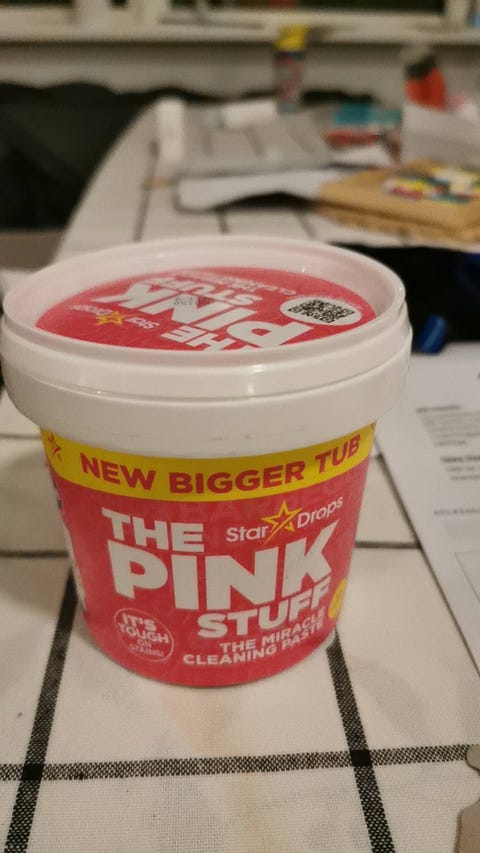 Star Drops
THE
PINK
STUFF
NEW BIGGER TUB
Star Drops
THE
PINK
STUFF
THE MIRACLE
CLEANING PASTE
IT'S
TOUGH
ON
STAINS!